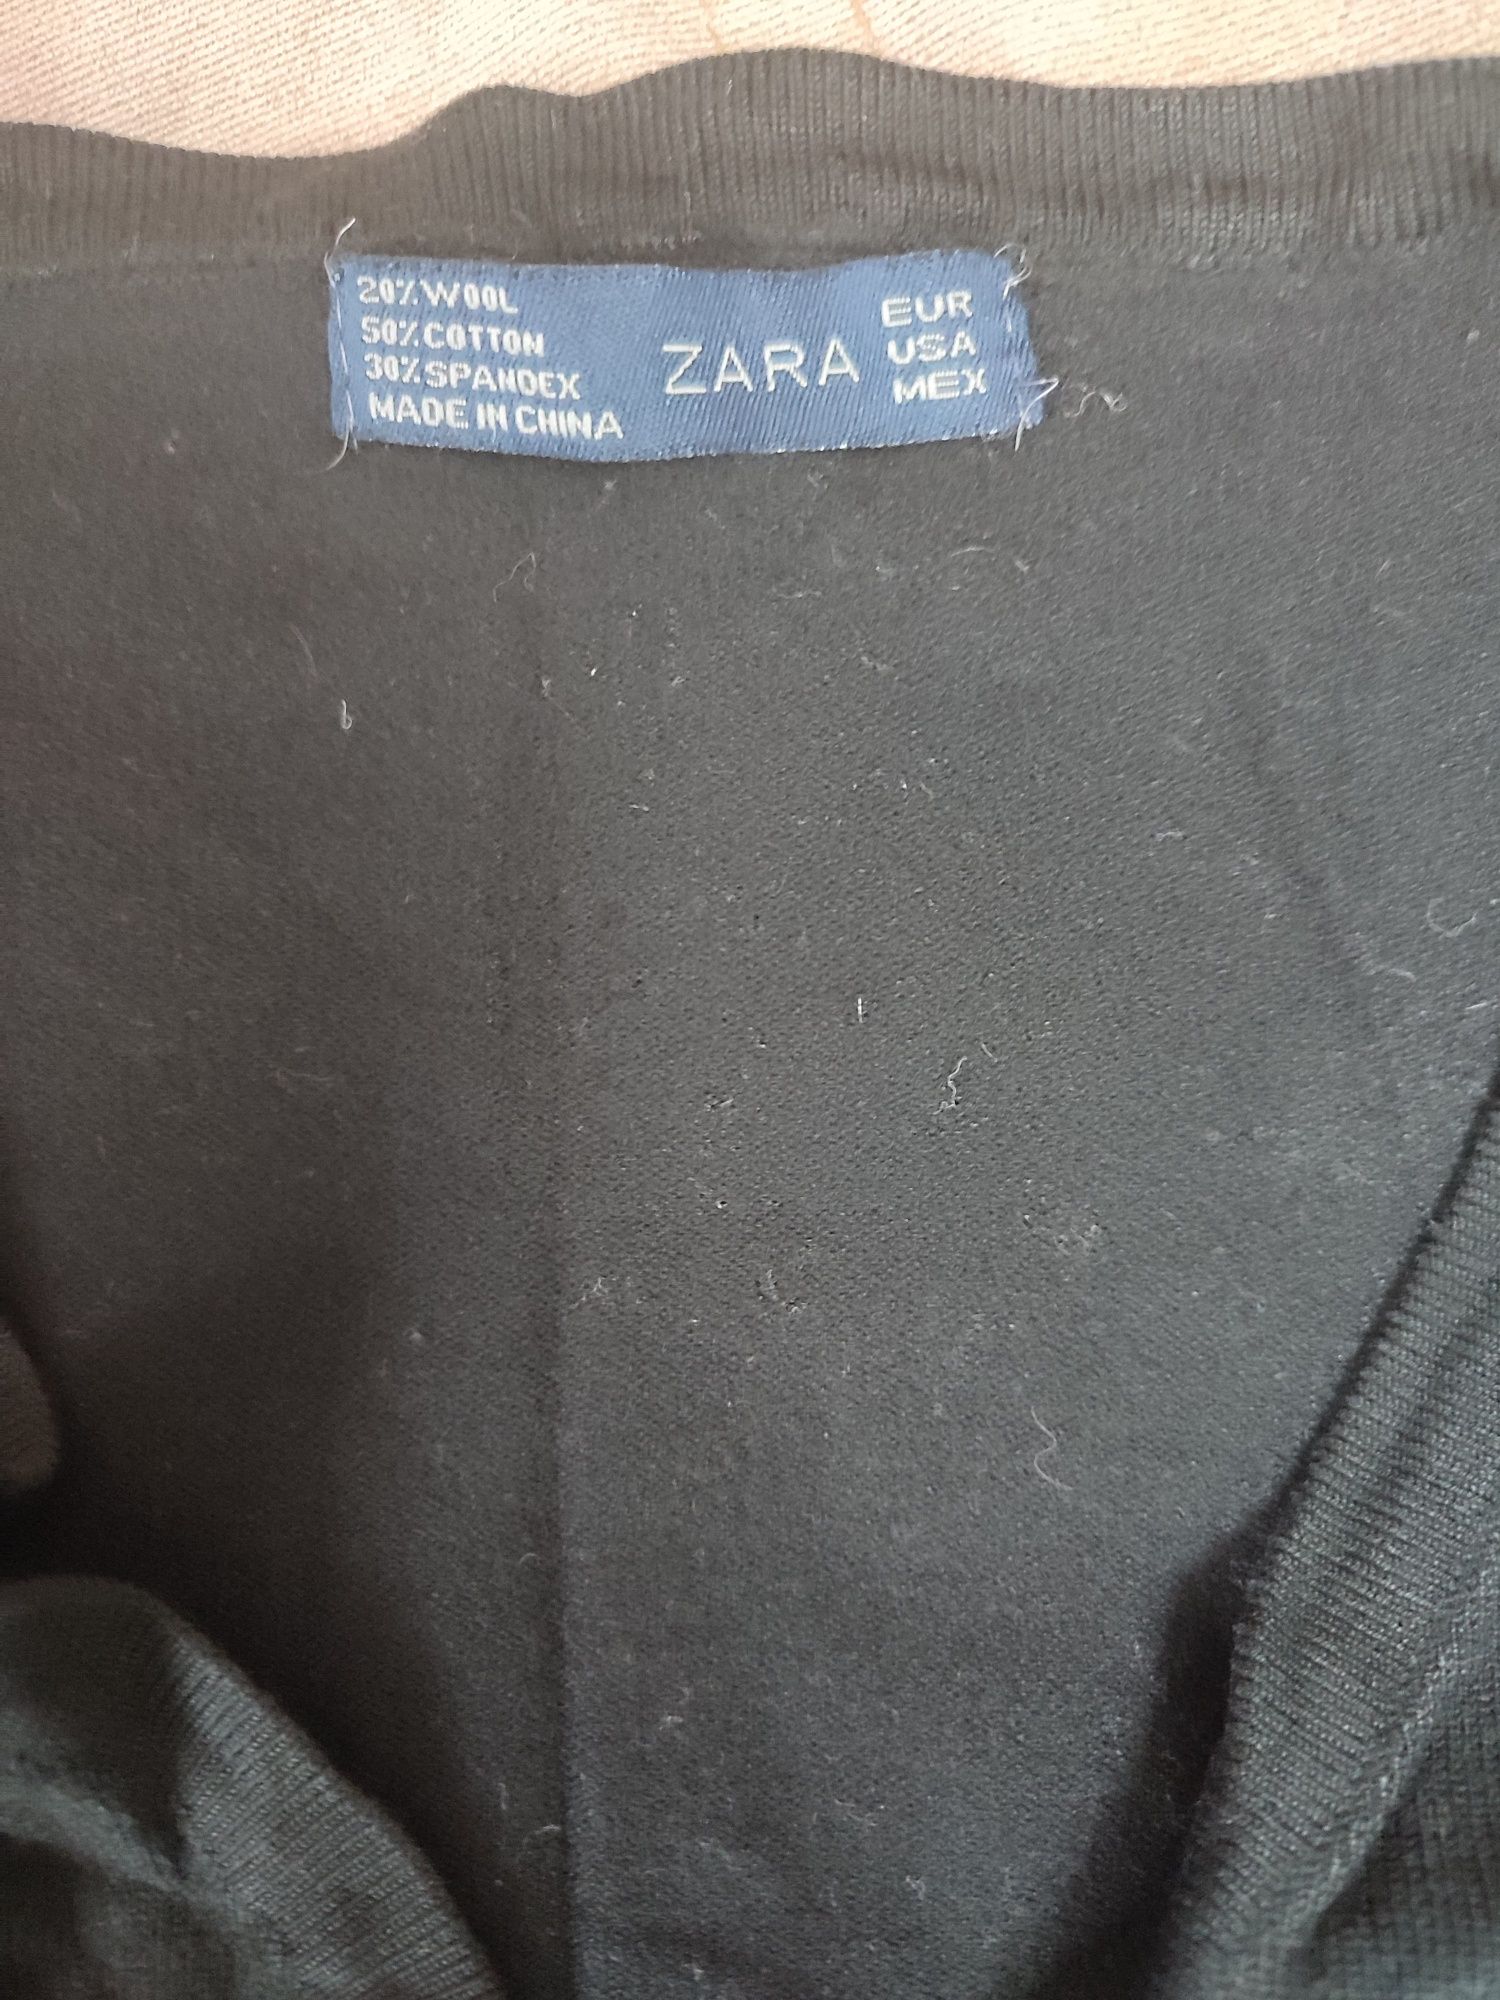 20% WOOL
50% COTTON
30% SPANDEX
MADE IN CHINA
ZARA
EUR
USA
MEX